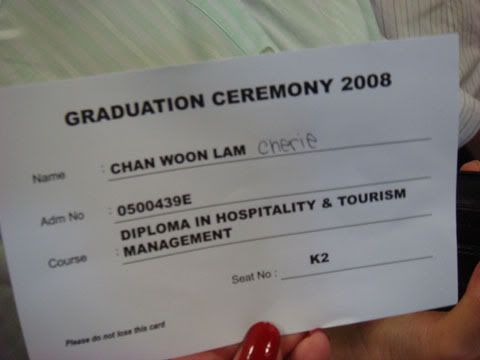 GRADUATION CEREMONY 2008
Name : CHAN WOON LAM cherie
Adm No : 0500439E
DIPLOMA IN HOSPITALITY & TOURISM
Course : MANAGEMENT
Seat No : K2
Please do not lose this card